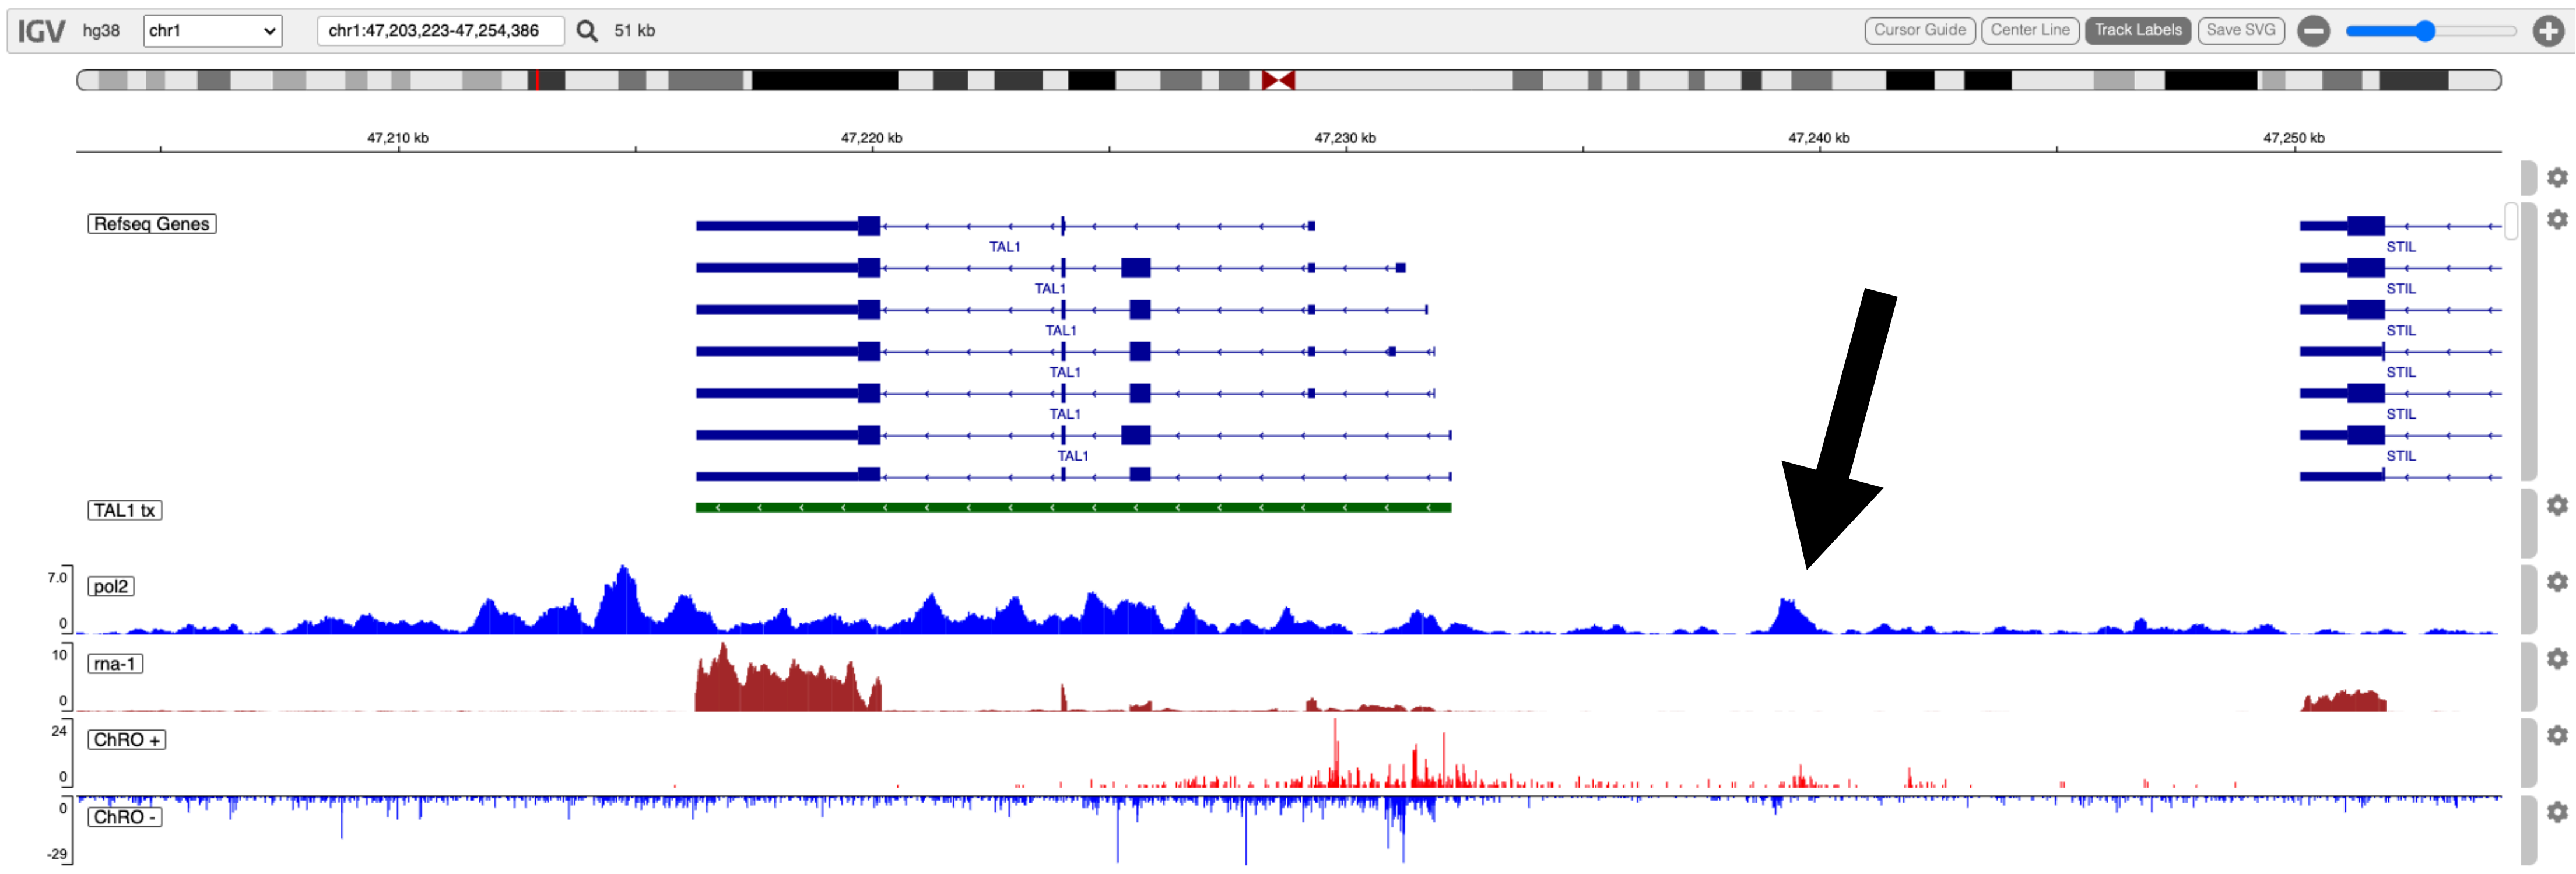 IGV hg38 chr1 chr1:47,203,223-47,254,386 51 kb Cursor Guide Center Line Track Labels Save SVG
47,210 kb 47,220 kb 47,230 kb 47,240 kb 47,250 kb
Refseq Genes
TAL1 STIL
TAL1 STIL
TAL1 STIL
TAL1 STIL
TAL1 STIL
TAL1 STIL
TAL1 tx
7.0
pol2
0
10
rna-1
0
24
ChRO +
0
0
ChRO -
-29